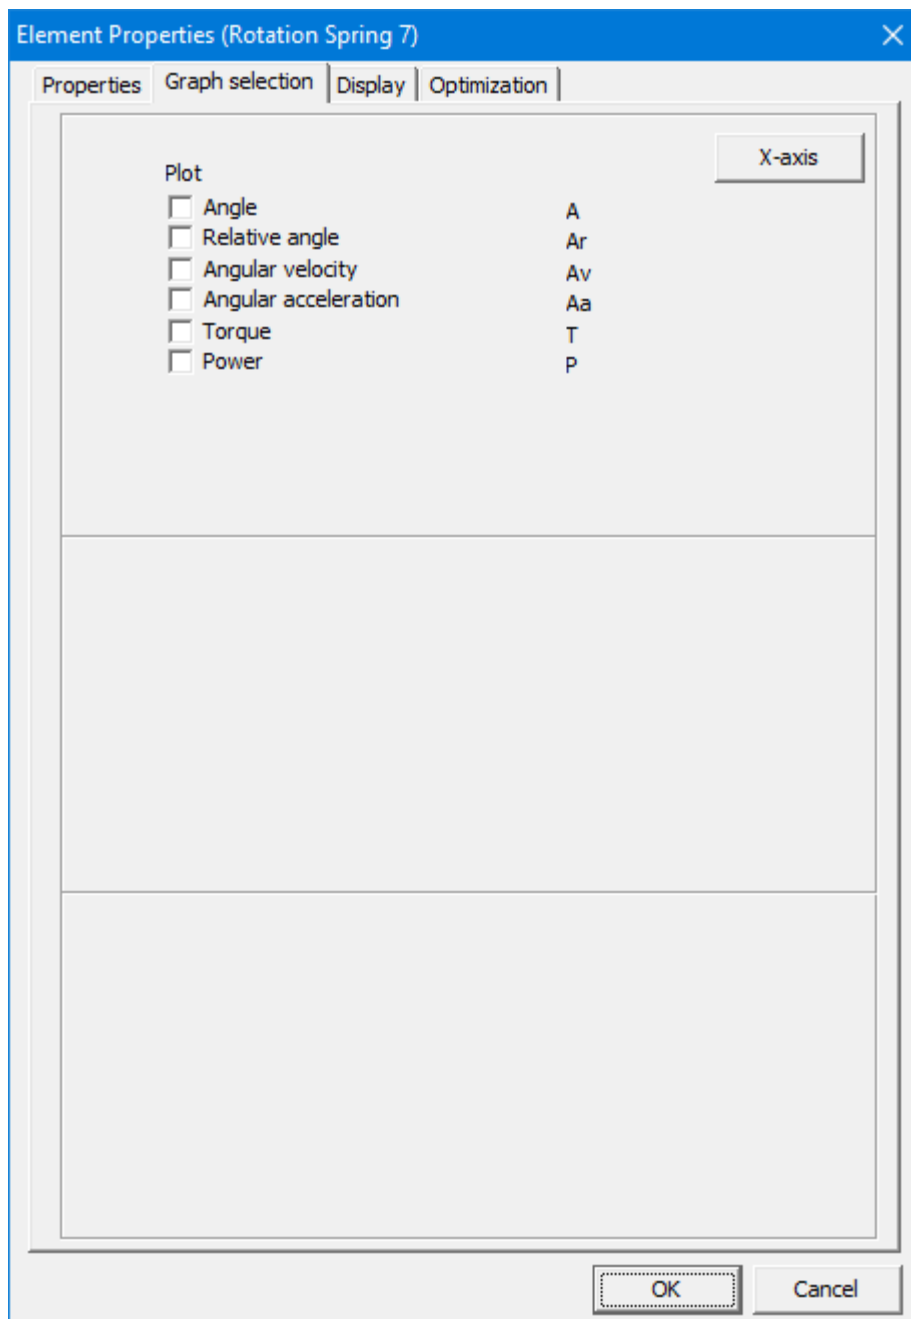 Element Properties (Rotation Spring 7)
Properties Graph selection Display Optimization
X-axis
Plot
Angle A
Relative angle Ar
Angular velocity Av
Angular acceleration Aa
Torque T
Power P
OK Cancel